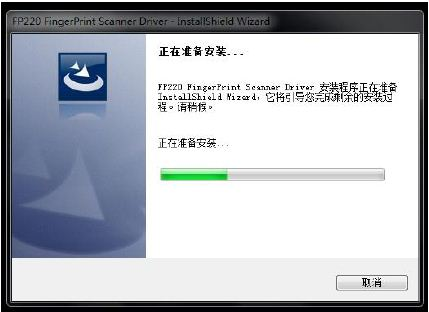 FP220 FingerPrint Scanner Driver - InstallShield Wizard
正在准备安装...
FP220 FingerPrint Scanner Driver 安装程序正在准备
InstallShield Wizard，它将引导您完成剩余的安装过
程。请稍候。
正在准备安装...
取消